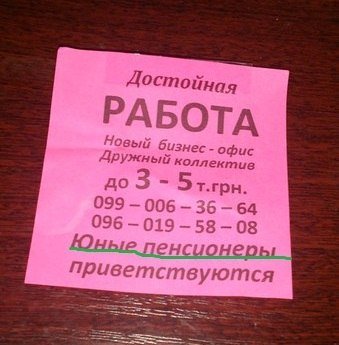 Достойная
РАБОТА
Новый бизнес - офис
Дружный коллектив
до 3 - 5 т.грн.
099 – 006 – 36 – 64
096 – 019 – 58 – 08
Юные пенсионеры
приветствуются